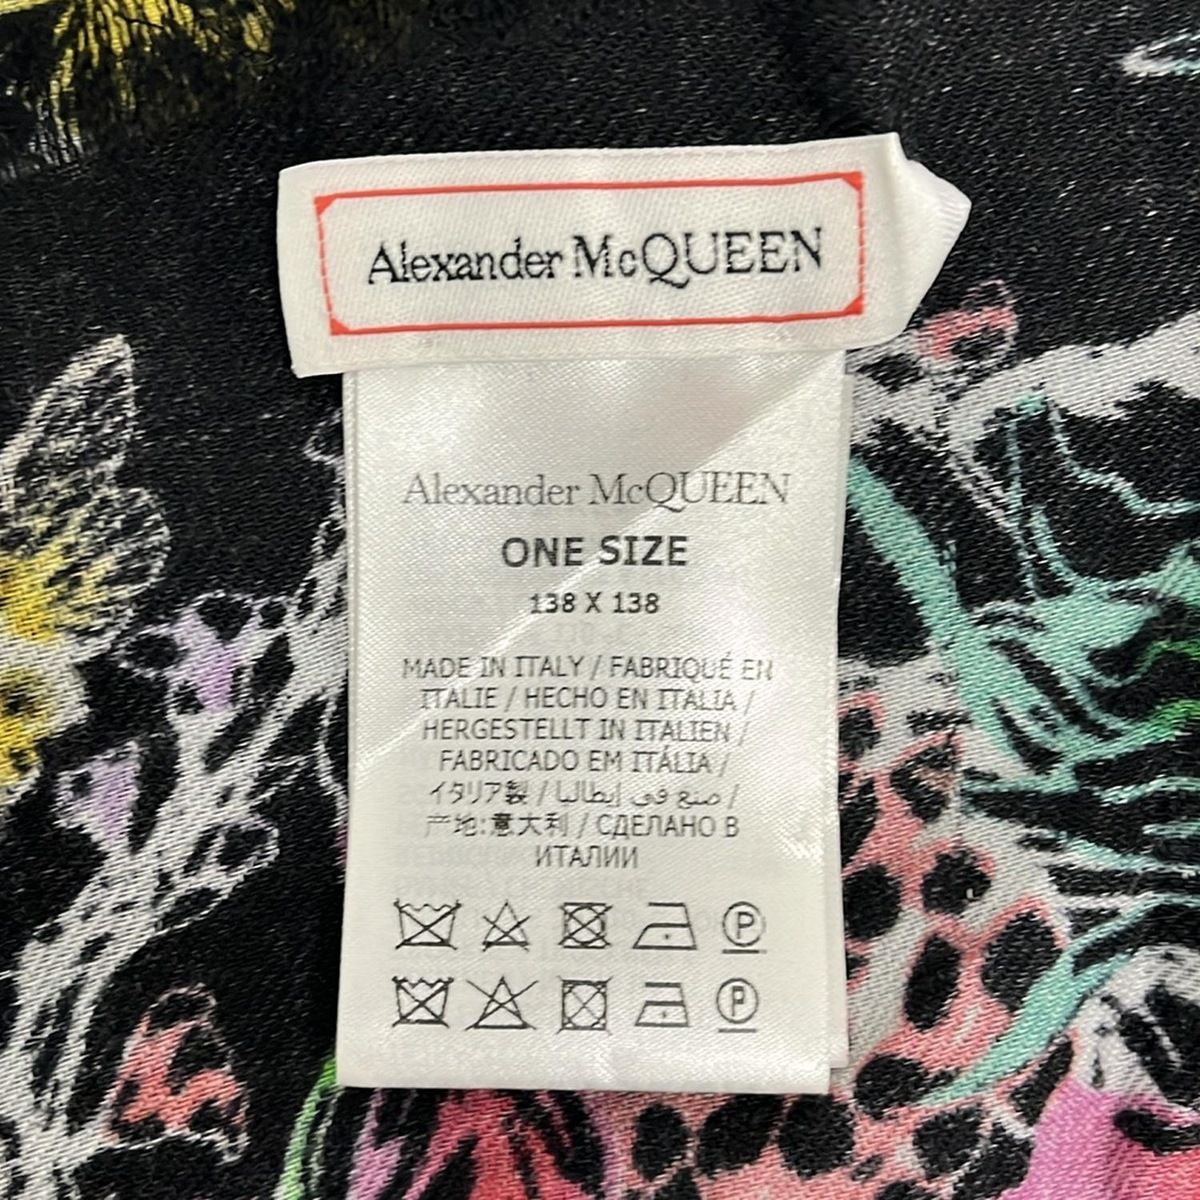 Alexander McQUEEN
Alexander McQUEEN
ONE SIZE
138 X 138
MADE IN ITALY / FABRIQUÉ EN
ITALIE / HECHO EN ITALIA /
HERGESTELLT IN ITALIEN /
FABRICADO EM ITÁLIA /
イタリア製 / صنع في إيطاليا /
产地:意大利 / СДЕЛАНО В
ИТАЛИИ
P
P